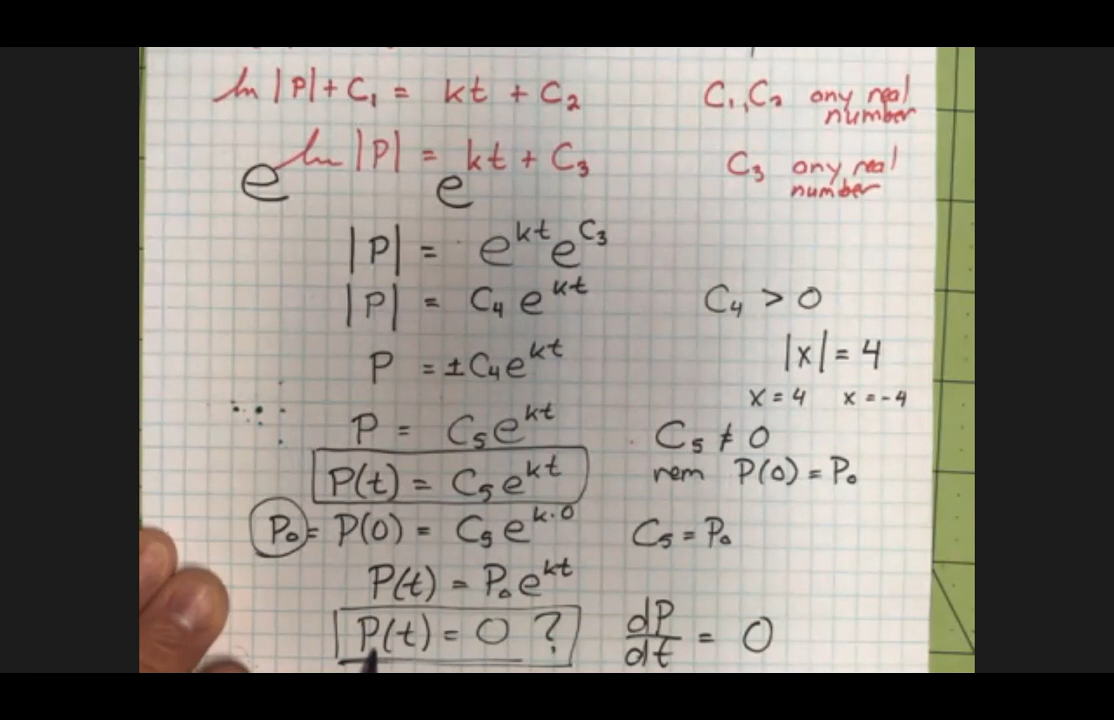 ln |P| + C₁ = kt + C₂ C₁, C₂ any real number
e^{ln |P|} = e^{kt + C₃} C₃ any real number
|P| = e^{kt} e^{C₃}
|P| = C₄ e^{kt} C₄ > 0
|x| = 4
P = ± C₄ e^{kt}
x = 4 x = -4
P = C₅ e^{kt} C₅ ≠ 0
P(t) = C₅ e^{kt} rem P(0) = P₀
P₀ = P(0) = C₅ e^{k·0} C₅ = P₀
P(t) = P₀ e^{kt}
P(t) = 0 ? dP/dt = 0